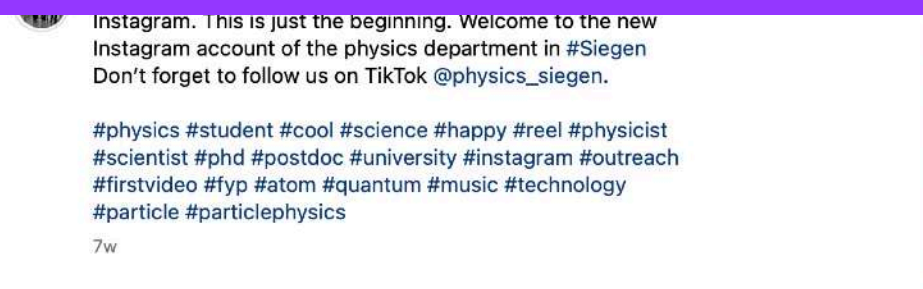 Instagram. This is just the beginning. Welcome to the new
Instagram account of the physics department in #Siegen
Don't forget to follow us on TikTok @physics_siegen.
#physics #student #cool #science #happy #reel #physicist
#scientist #phd #postdoc #university #instagram #outreach
#firstvideo #fyp #atom #quantum #music #technology
#particle #particlephysics
7w